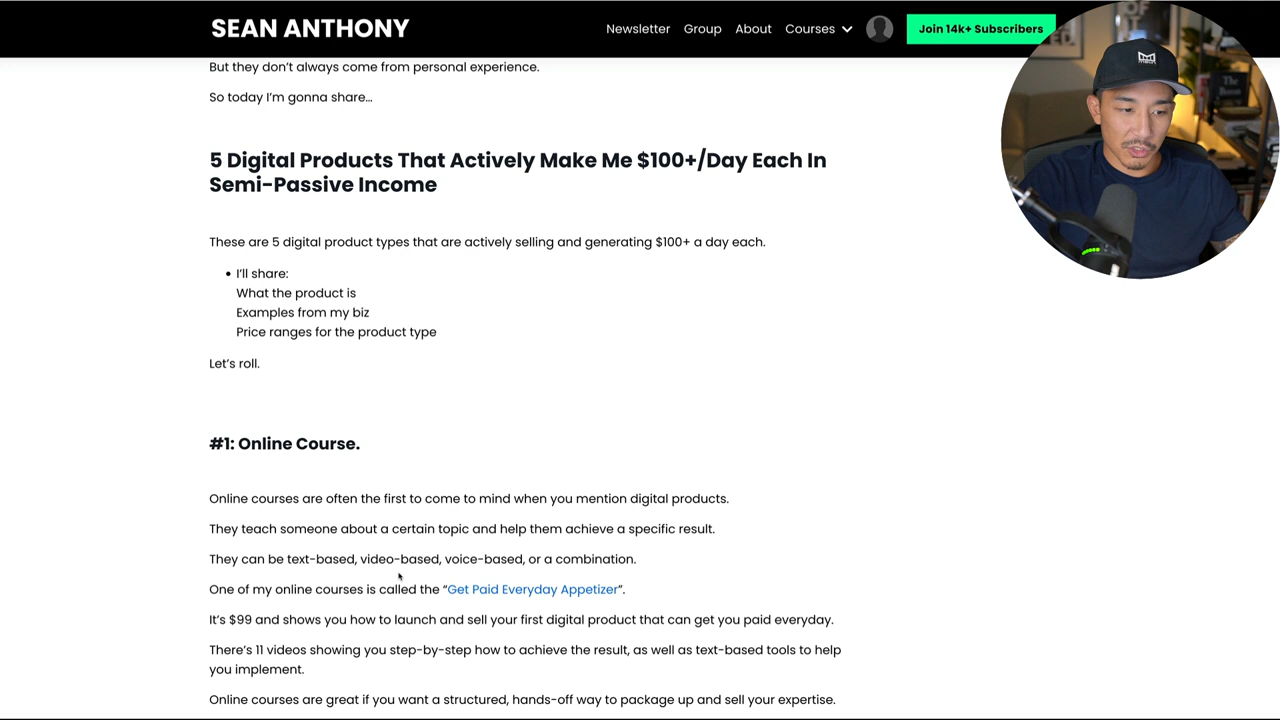 SEAN ANTHONY
Newsletter Group About Courses
Join 14k+ Subscribers
But they don't always come from personal experience.
So today I'm gonna share...
5 Digital Products That Actively Make Me $100+/Day Each In
Semi-Passive Income
These are 5 digital product types that are actively selling and generating $100+ a day each.
• I'll share:
What the product is
Examples from my biz
Price ranges for the product type
Let's roll.
#1: Online Course.
Online courses are often the first to come to mind when you mention digital products.
They teach someone about a certain topic and help them achieve a specific result.
They can be text-based, video-based, voice-based, or a combination.
One of my online courses is called the “Get Paid Everyday Appetizer”.
It's $99 and shows you how to launch and sell your first digital product that can get you paid everyday.
There's 11 videos showing you step-by-step how to achieve the result, as well as text-based tools to help
you implement.
Online courses are great if you want a structured, hands-off way to package up and sell your expertise.